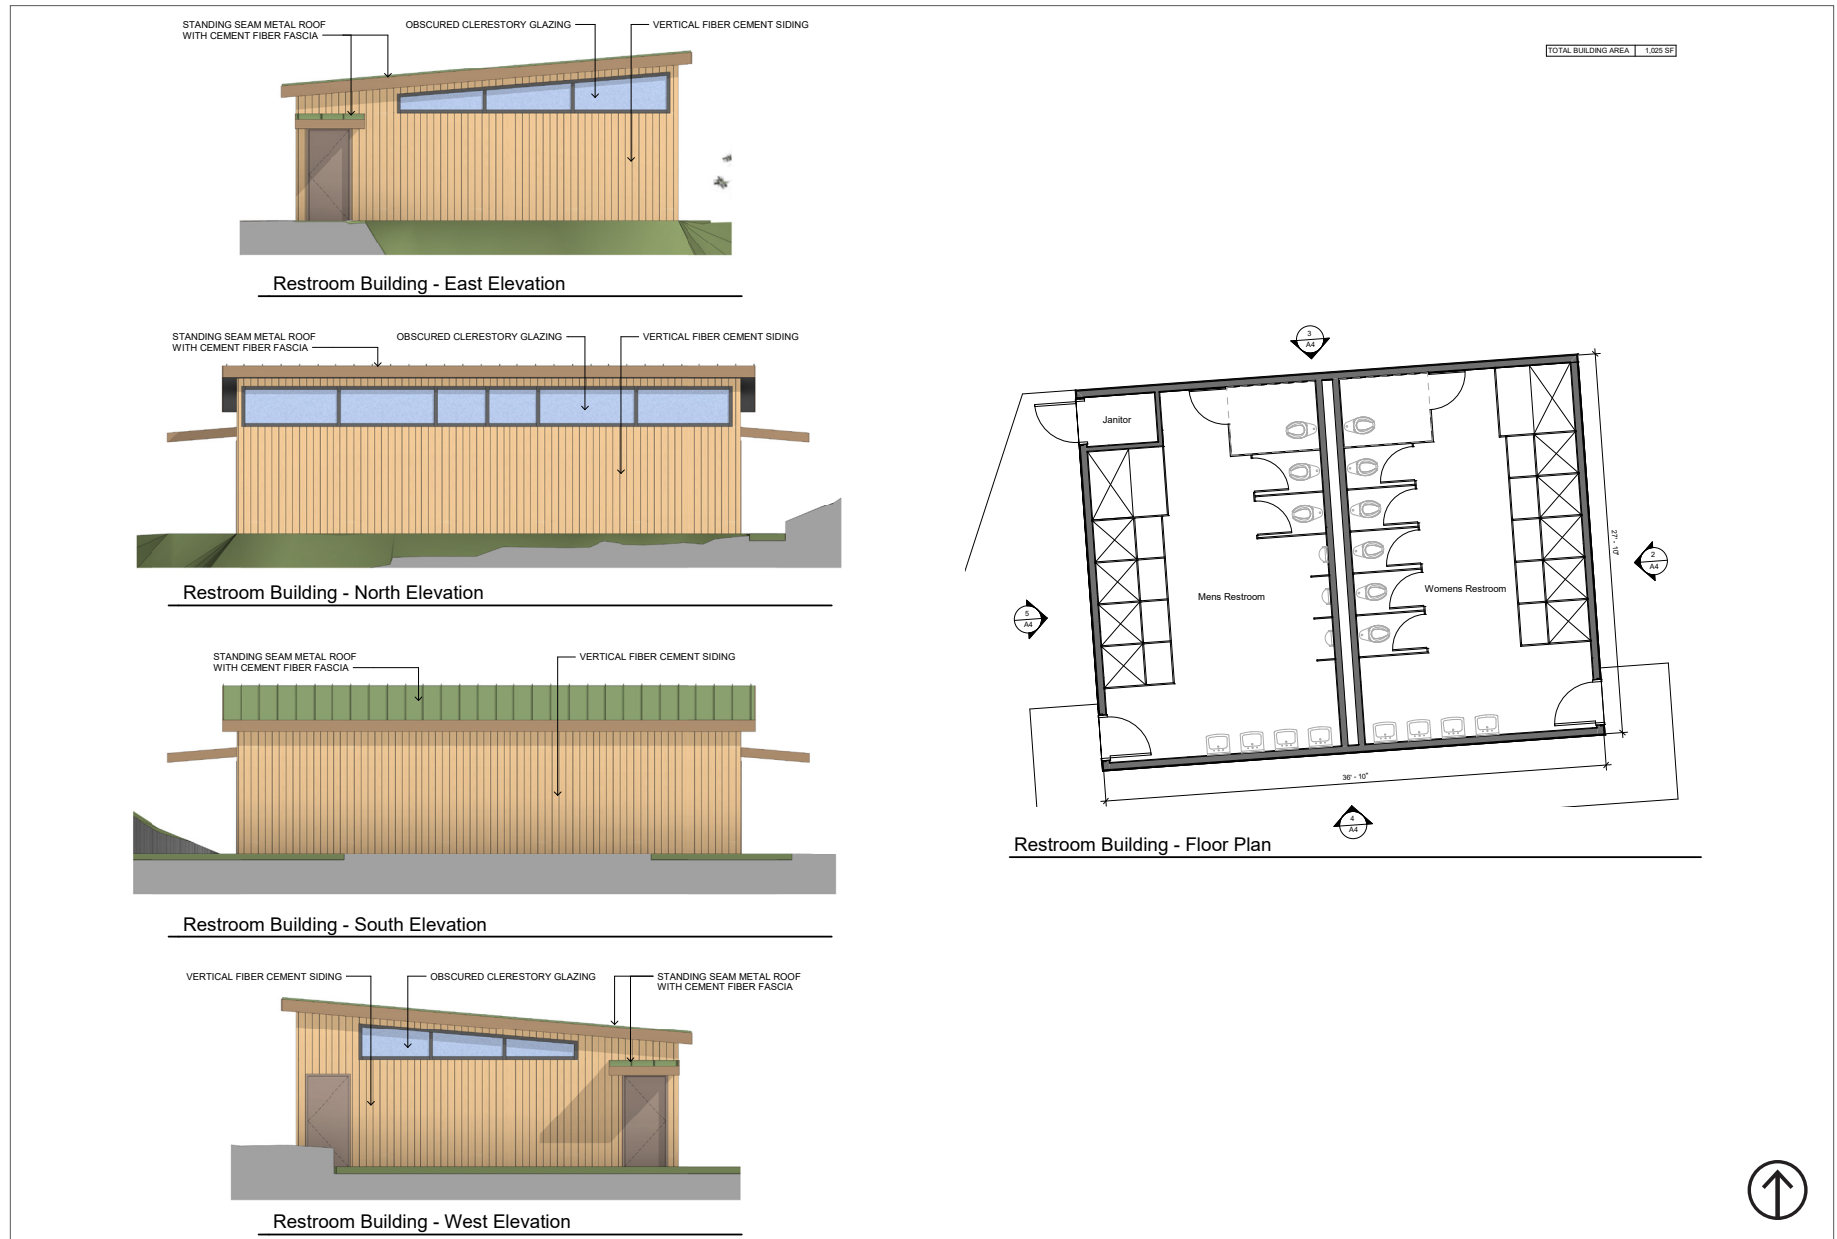 STANDING SEAM METAL ROOF
WITH CEMENT FIBER FASCIA
OBSCURED CLERESTORY GLAZING
VERTICAL FIBER CEMENT SIDING
TOTAL BUILDING AREA 1,025 SF
Restroom Building - East Elevation
STANDING SEAM METAL ROOF
WITH CEMENT FIBER FASCIA
OBSCURED CLERESTORY GLAZING
VERTICAL FIBER CEMENT SIDING
Restroom Building - North Elevation
STANDING SEAM METAL ROOF
WITH CEMENT FIBER FASCIA
VERTICAL FIBER CEMENT SIDING
Restroom Building - South Elevation
VERTICAL FIBER CEMENT SIDING
OBSCURED CLERESTORY GLAZING
STANDING SEAM METAL ROOF
WITH CEMENT FIBER FASCIA
Restroom Building - West Elevation
3
A4
Janitor
27' - 10"
2
A4
Mens Restroom
Womens Restroom
5
A4
36' - 10"
4
A4
Restroom Building - Floor Plan